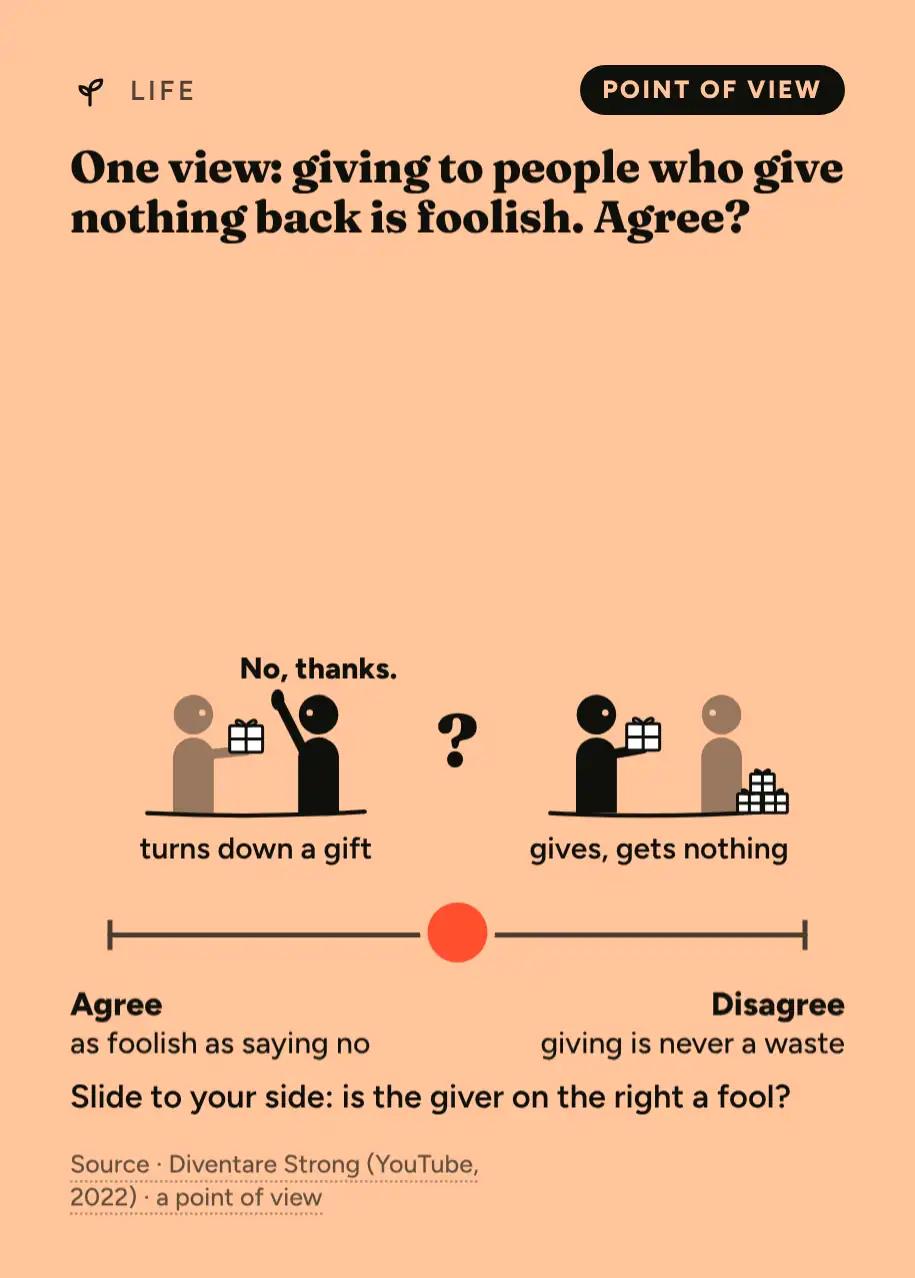 LIFE
POINT OF VIEW
One view: giving to people who give
nothing back is foolish. Agree?
No, thanks.
?
turns down a gift
gives, gets nothing
Agree
as foolish as saying no
Disagree
giving is never a waste
Slide to your side: is the giver on the right a fool?
Source · Diventare Strong (YouTube,
2022) · a point of view